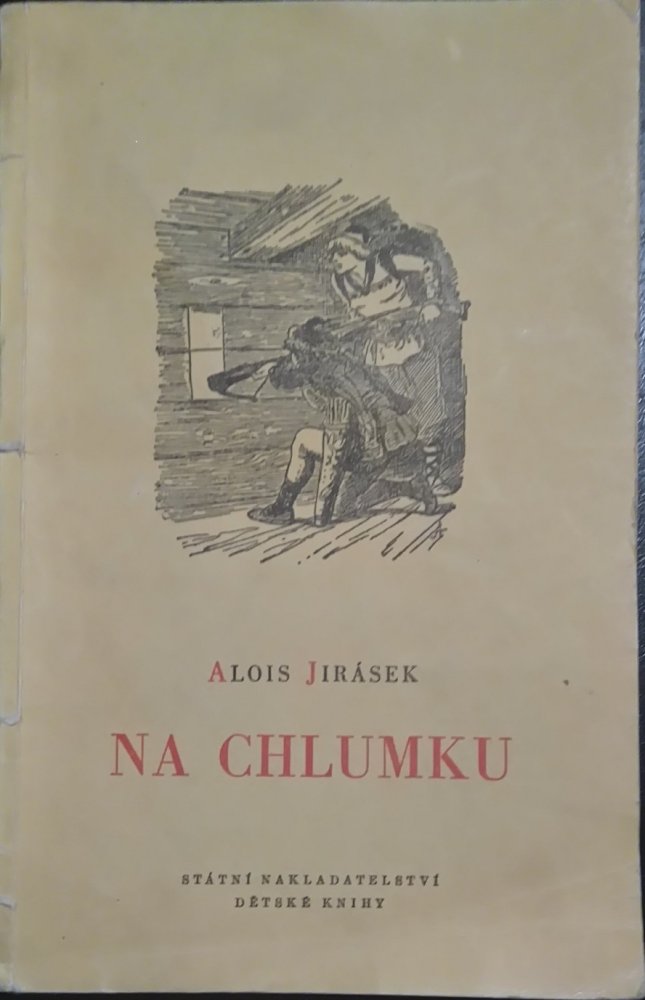 ALOIS JIRÁSEK
NA CHLUMKU
STÁTNÍ NAKLADATELSTVÍ
DĚTSKÉ KNIHY